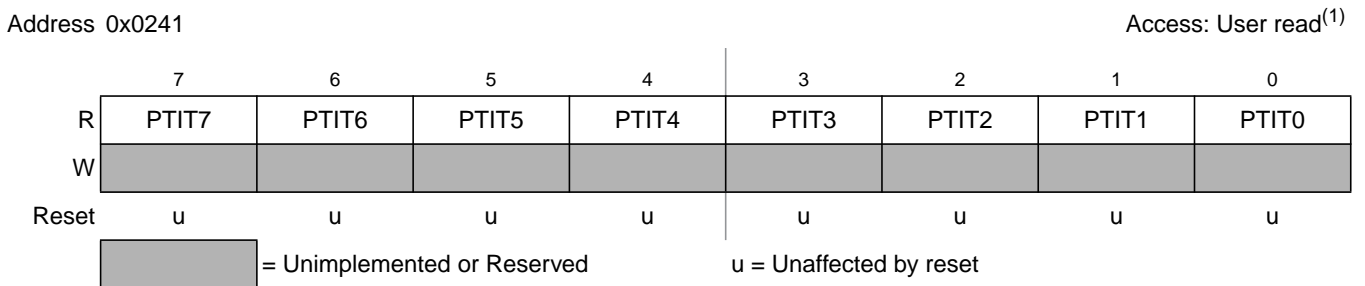 Address 0x0241 Access: User read(1)
7 6 5 4 3 2 1 0
R PTIT7 PTIT6 PTIT5 PTIT4 PTIT3 PTIT2 PTIT1 PTIT0
W
Reset u u u u u u u u
= Unimplemented or Reserved u = Unaffected by reset